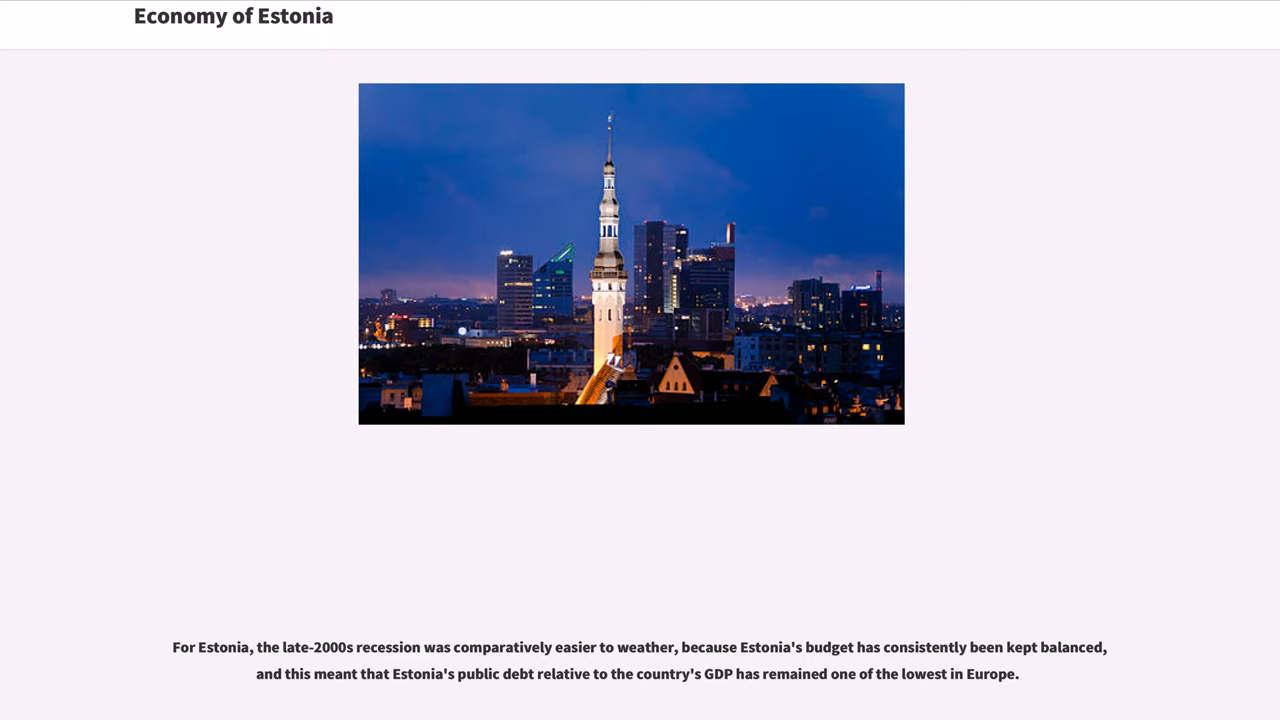 Economy of Estonia
For Estonia, the late-2000s recession was comparatively easier to weather, because Estonia's budget has consistently been kept balanced,
and this meant that Estonia's public debt relative to the country's GDP has remained one of the lowest in Europe.